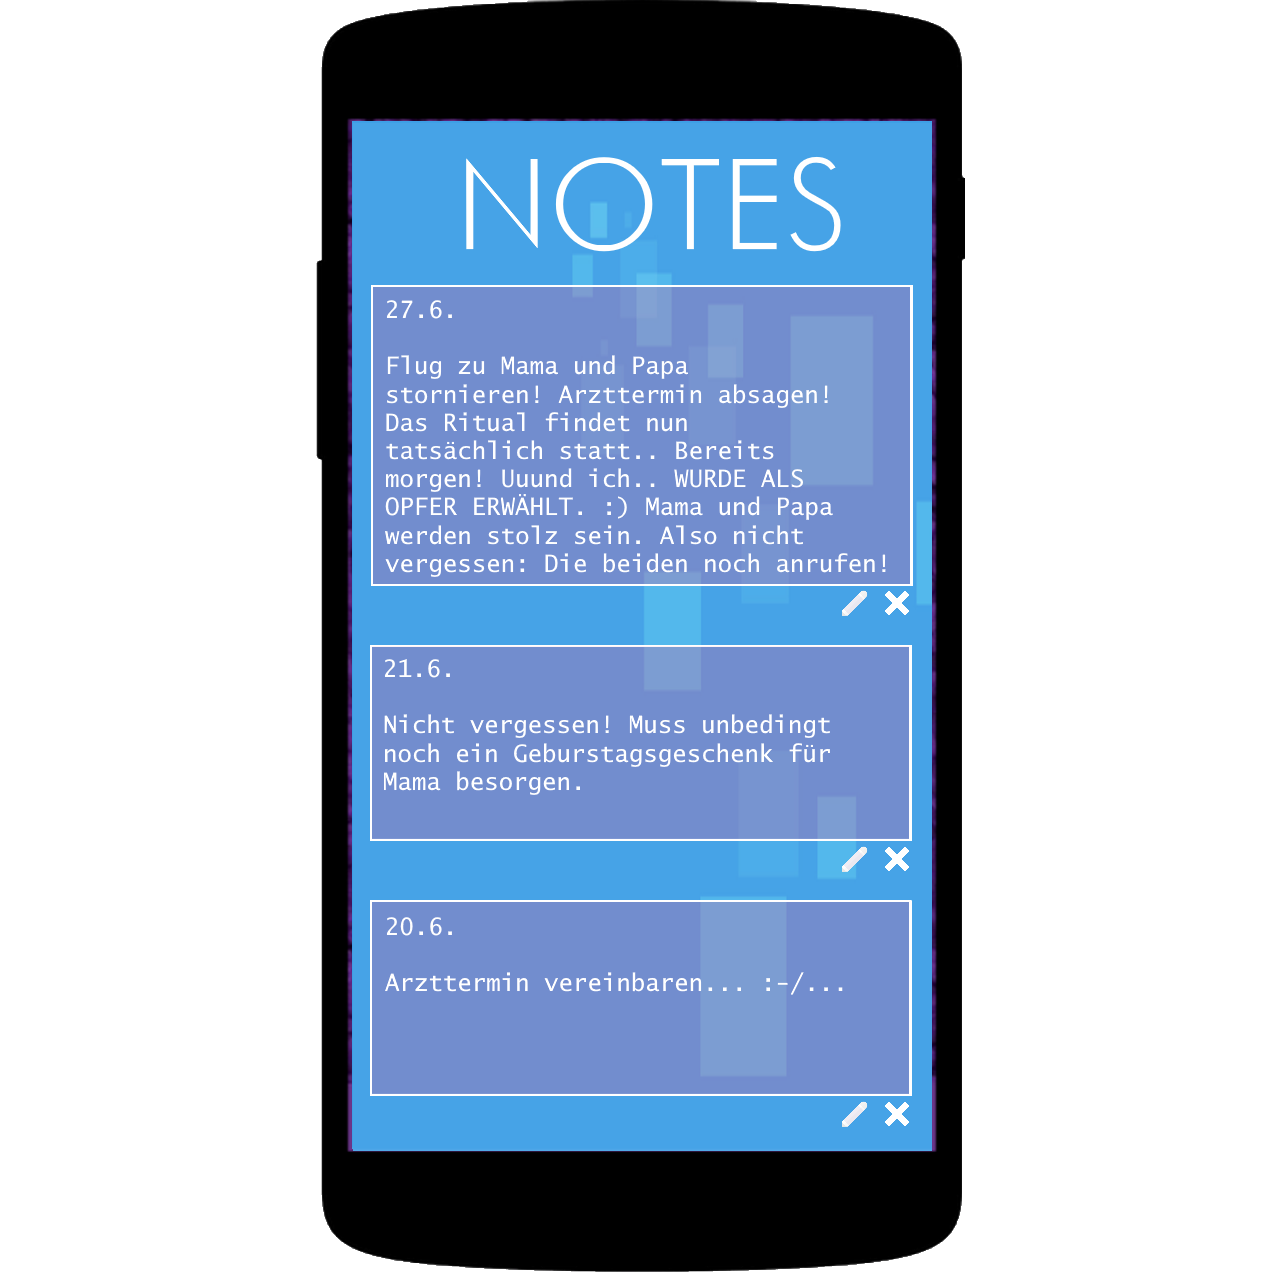 NOTES
27.6.
Flug zu Mama und Papa
stornieren! Arzttermin absagen!
Das Ritual findet nun
tatsächlich statt.. Bereits
morgen! Uuund ich.. WURDE ALS
OPFER ERWÄHLT. :) Mama und Papa
werden stolz sein. Also nicht
vergessen: Die beiden noch anrufen!
21.6.
Nicht vergessen! Muss unbedingt
noch ein Geburstagsgeschenk für
Mama besorgen.
20.6.
Arzttermin vereinbaren... :-/...